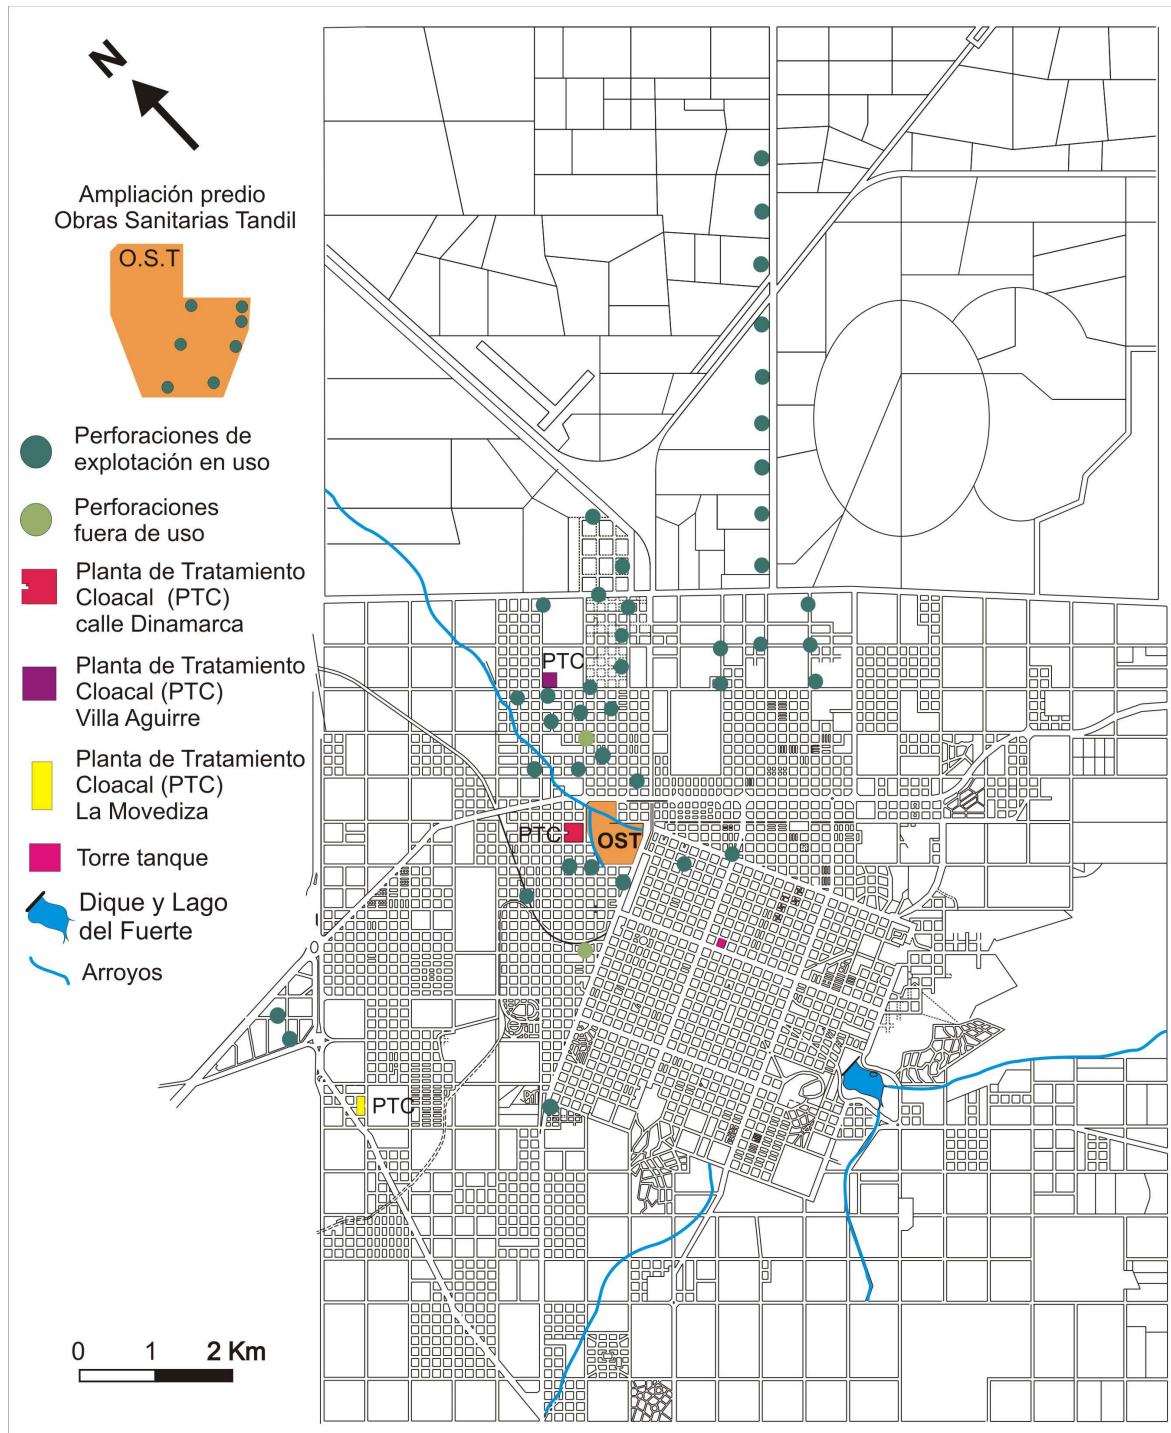 N
Ampliación predio
Obras Sanitarias Tandil
O.S.T
Perforaciones de
explotación en uso
Perforaciones
fuera de uso
Planta de Tratamiento
Cloacal (PTC)
calle Dinamarca
Planta de Tratamiento
Cloacal (PTC)
Villa Aguirre
Planta de Tratamiento
Cloacal (PTC)
La Movediza
Torre tanque
Dique y Lago
del Fuerte
Arroyos
0 1 2 Km
PTC
PTC
OST
PTC